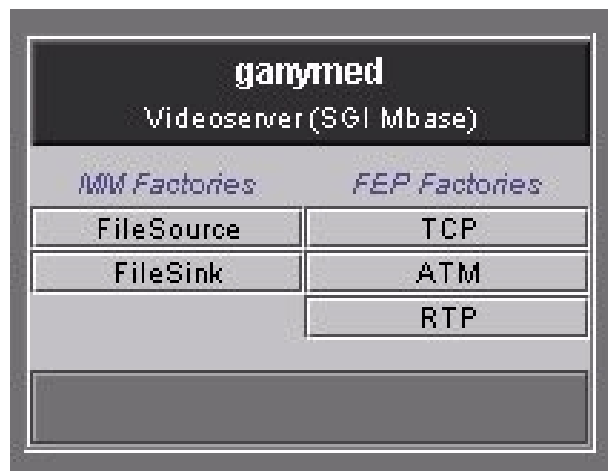 ganymed
Videoserver (SGI Mbase)
MM Factories FEP Factories
FileSource TCP
FileSink ATM
RTP